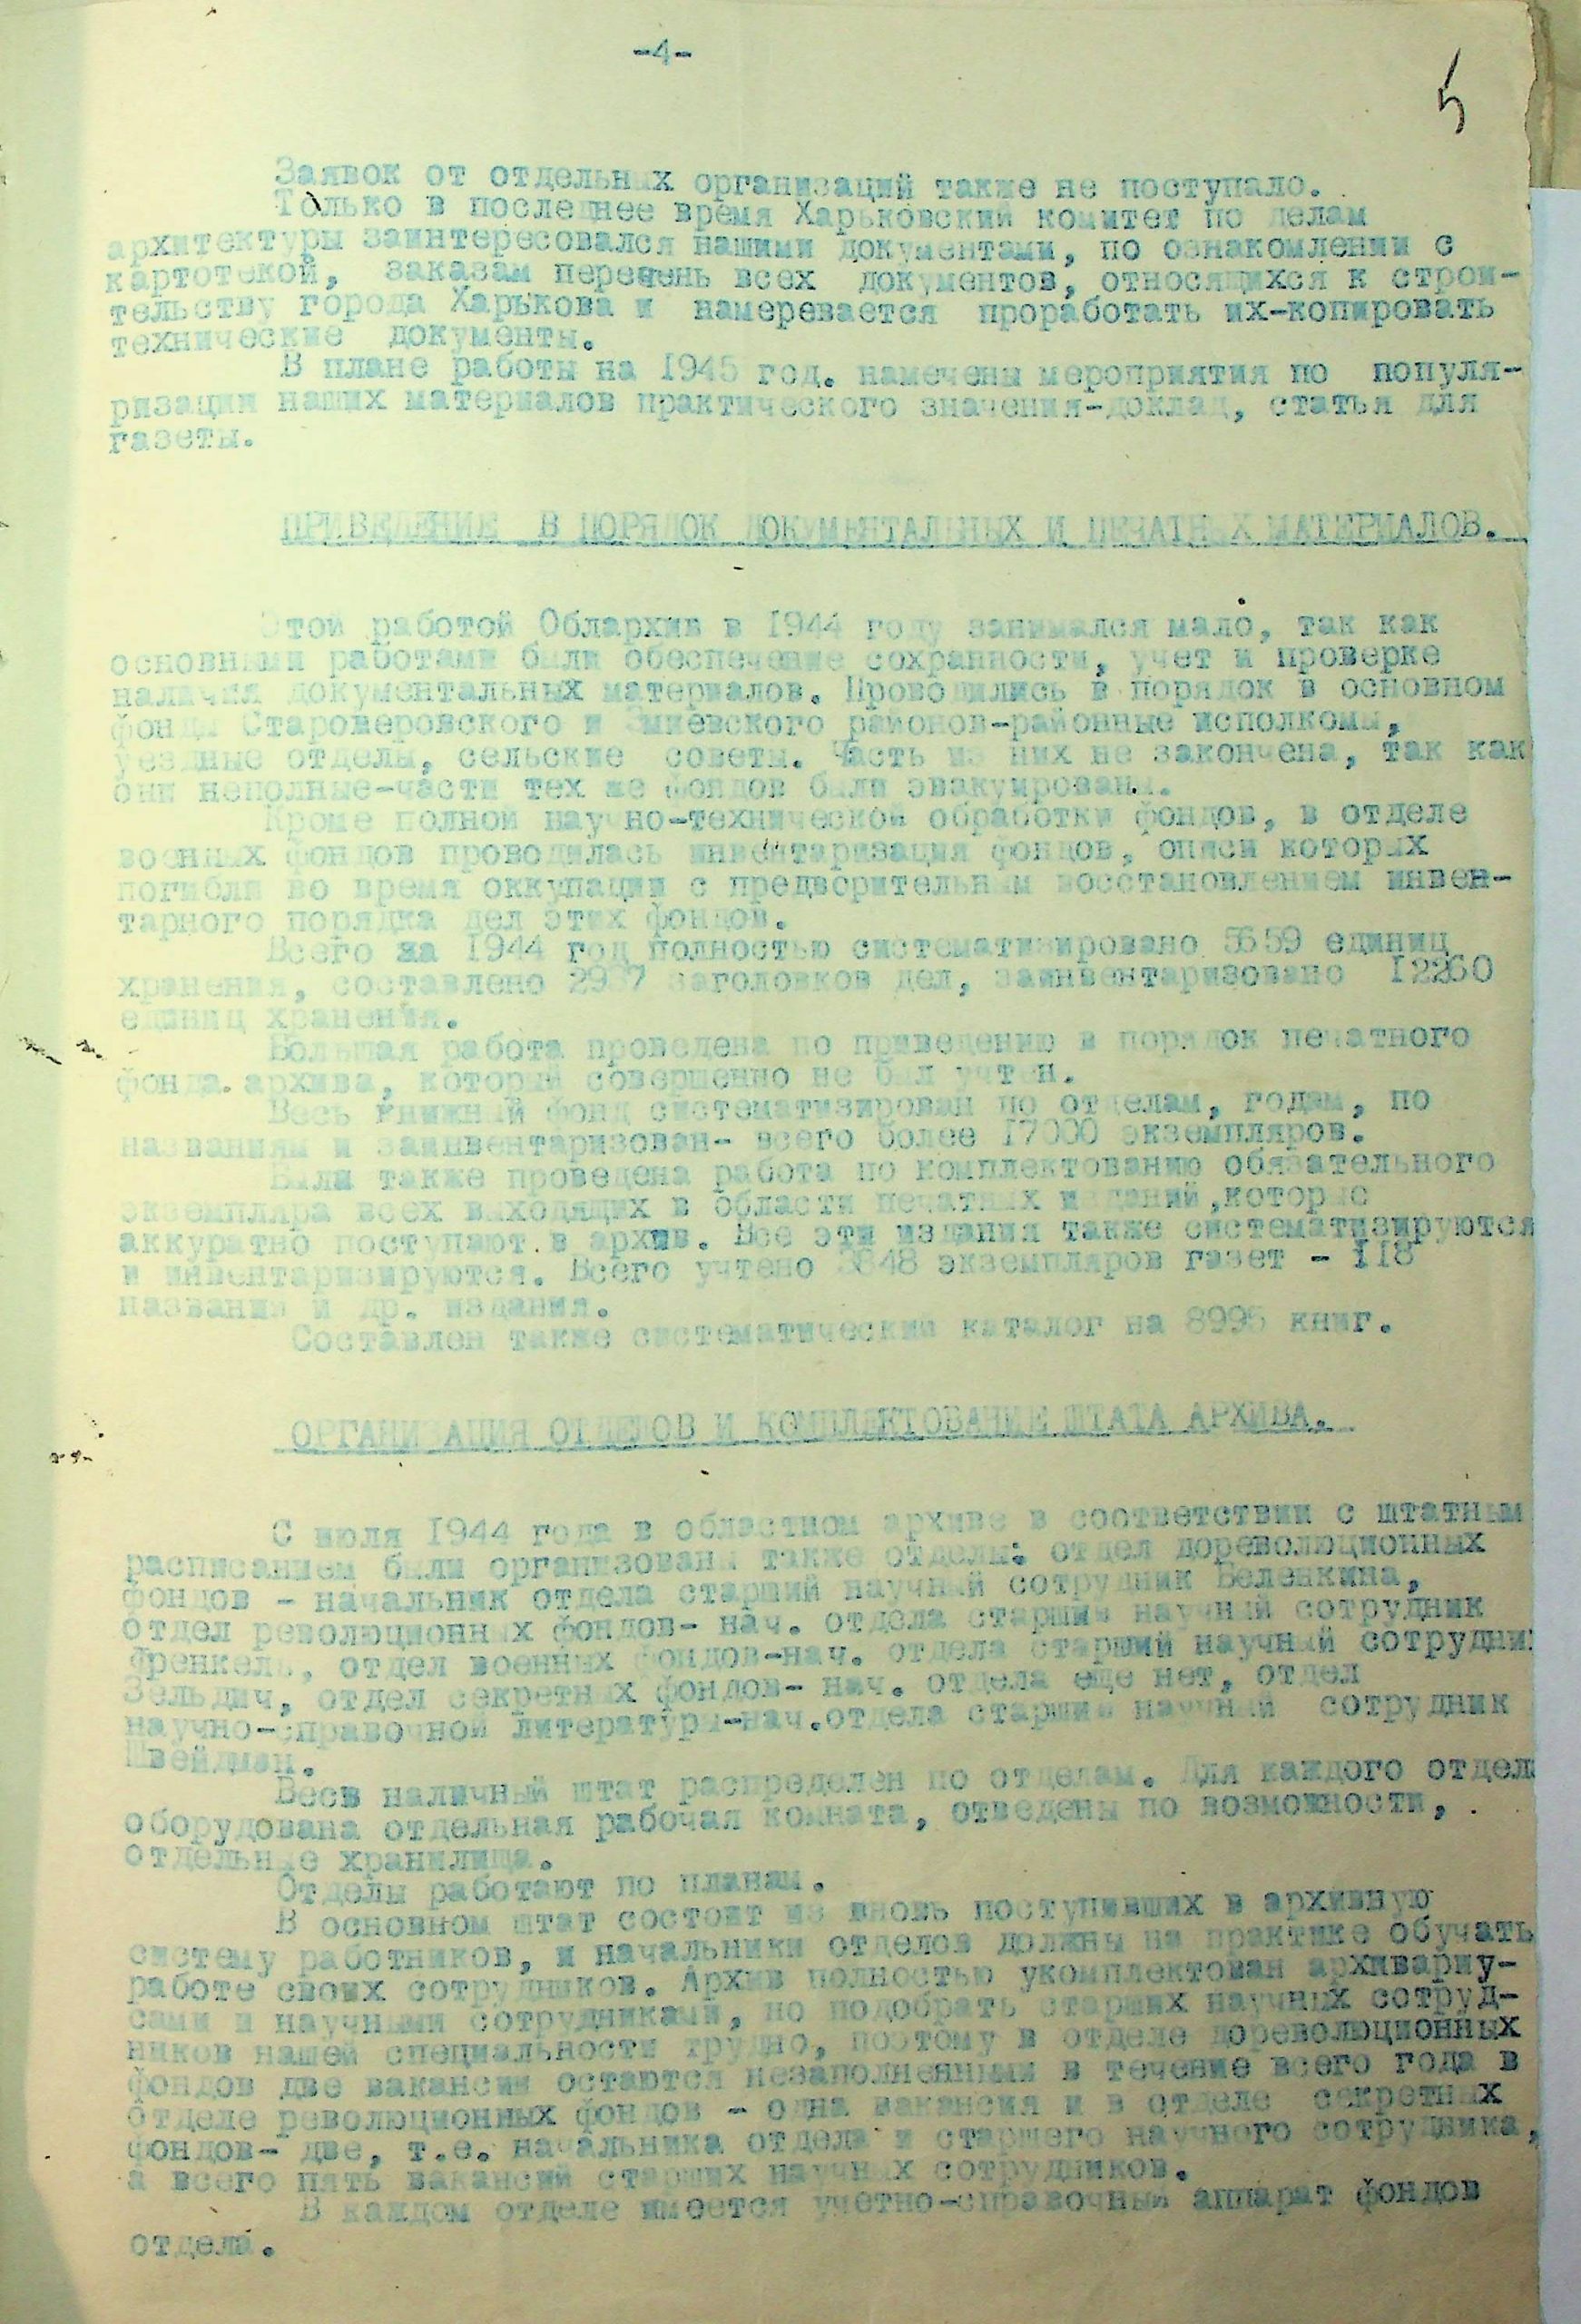 -4-
5
Заявок от отдельных организаций также не поступало.
Только в последнее время Харьковский комитет по делам
архитектуры заинтересовался нашими документами, по ознакомлении с
картотекой, заказам перечень всех документов, относящихся к строи-
тельству города Харькова и намеревается проработать их-копировать
технические документы.
В плане работы на 1945 год. намечены мероприятия по популя-
ризации наших материалов практического значения-доклад, статья для
газеты.
ПРИВЕДЕНИЕ В ПОРЯДОК ДОКУМЕНТАЛЬНЫХ И ПЕЧАТНЫХ МАТЕРИАЛОВ.
Этой работой Облархив в 1944 году занимался мало, так как
основными работами были обеспечение сохранности, учет и проверке
наличия документальных материалов. Проводились в порядок в основном
фонды Староверовского и Змиевского районов-районные исполкомы,
уездные отделы, сельские советы. Часть из них не закончена, так как
они неполные-части тех же фондов были эвакуированы.
Кроме полной научно-технической обработки фондов, в отделе
военных фондов проводилась инвентаризация фондов, описи которых
погибли во время оккупации с предворительным восстановлением инвен-
тарного порядка дел этих фондов.
Всего за 1944 год полностью систематизировано 5659 единиц
хранения, составлено 2937 заголовков дел, заинвентаризовано 12260
единиц хранения.
Большая работа проведена по приведению в порядок печатного
фонда.архива, который совершенно не был учтен.
Весь книжный фонд систематизирован по отделам, годам, по
названиям и заинвентаризован- всего более 17000 экземпляров.
Была также проведена работа по комплектованию обязательного
экземпляра всех выходящих в области печатных изданий,которые
аккуратно поступают.в архив. Все эти издания также систематизируются
и инвентаризируются. Всего учтено 848 экземпляров газет - 118
названия и др. издания.
Составлен также систематический каталог на 8995 книг.
ОРГАНИЗАЦИЯ ОТДЕЛОВ И КОМПЛЕКТОВАНИЕ ШТАТА АРХИВА.
С июля 1944 года в областном архиве в соответствии с штатным
расписанием были организованы также отделы: отдел дореволюционных
фондов - начальник отдела старший научный сотрудник Беленкина,
отдел революционных фондов- нач. отдела старший научный сотрудник
Френкель, отдел военных фондов-нач. отдела старший научный сотрудни
Зельдич, отдел секретных фондов- нач. отдела еще нет, отдел
научно-справочной литературы-нач.отдела старший научный сотрудник
Швейдман.
Весь наличный штат распределен по отделам. Для каждого отдела
оборудована отдельная рабочая комната, отведены по возможности,
отдельные хранилища.
Отделы работают по планам.
В основном штат состоит из вновь поступивших в архивную
систему работников, и начальники отделов должны на практике обучать
работе своих сотрудников. Архив полностью укомплектован архивариу-
сами и научными сотрудниками, но подобрать старших научных сотруд-
ников нашей специальности трудно, поэтому в отделе дореволюционных
фондов две вакансии остаются незаполненными в течение всего года в
отделе революционных фондов - одна вакансия и в отделе секретных
фондов- две, т.е. начальника отдела и старшего научного сотрудника,
а всего пять вакансий старших научных сотрудников.
В каждом отделе имеется учетно-справочный аппарат фондов
отдела.